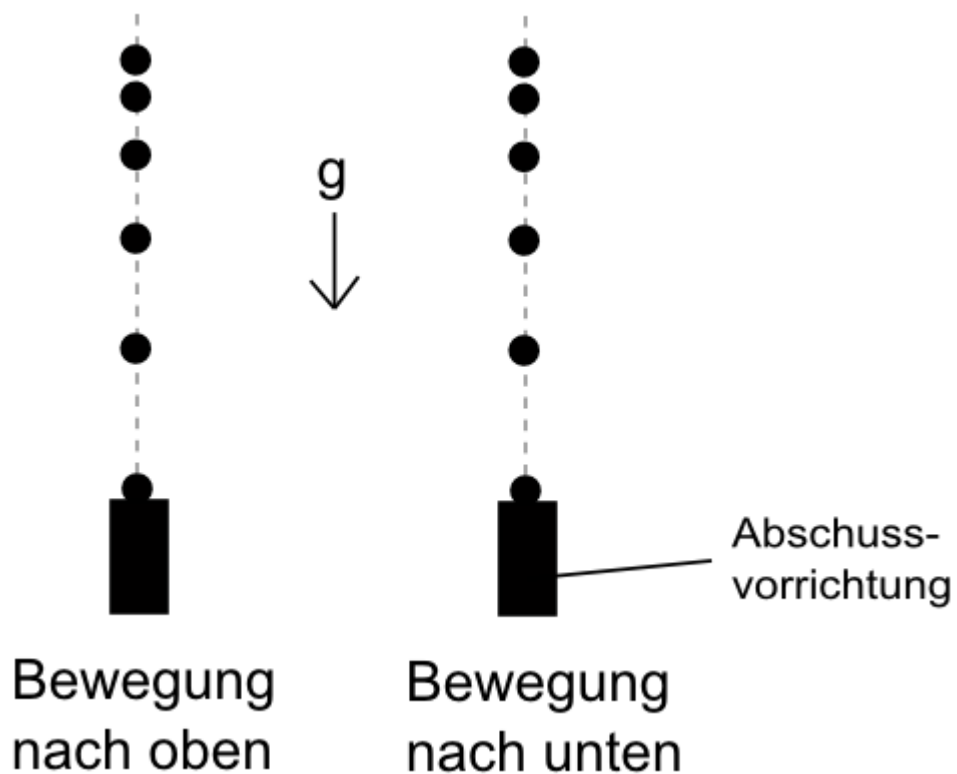 g
Abschuss-
vorrichtung
Bewegung
nach oben
Bewegung
nach unten